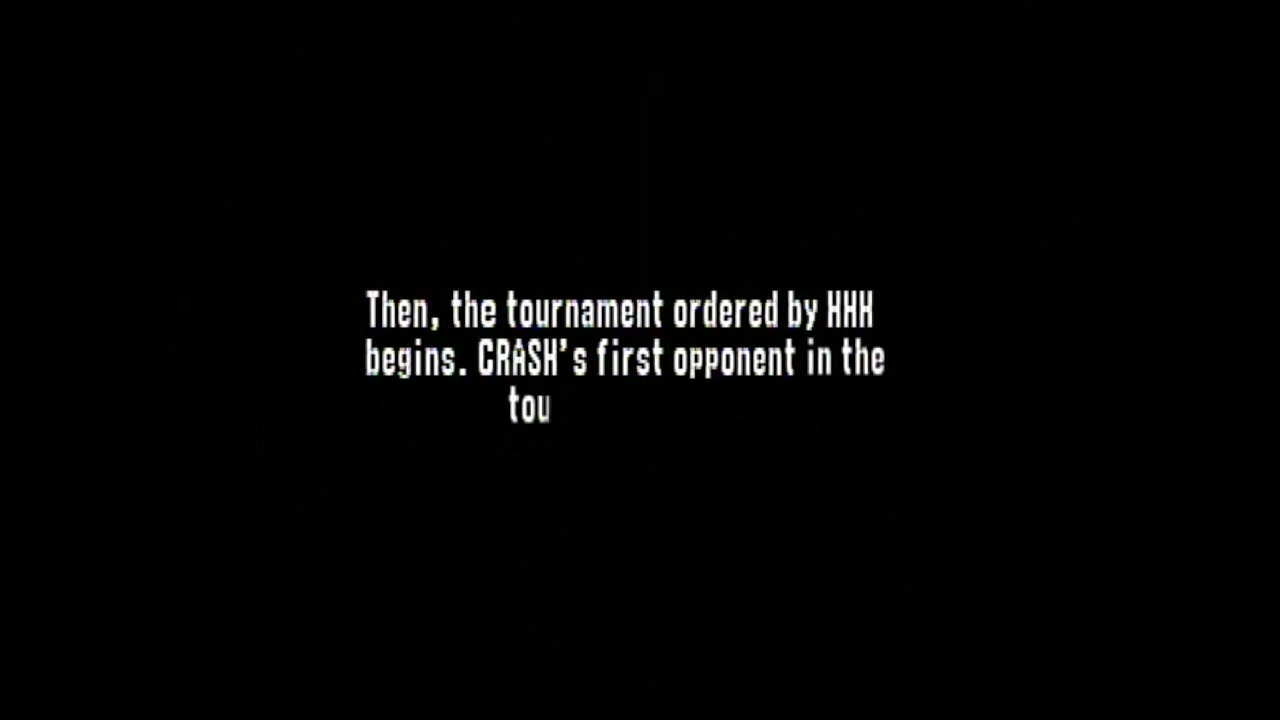 Then, the tournament ordered by HHH
begins. CRASH's first opponent in the
tou